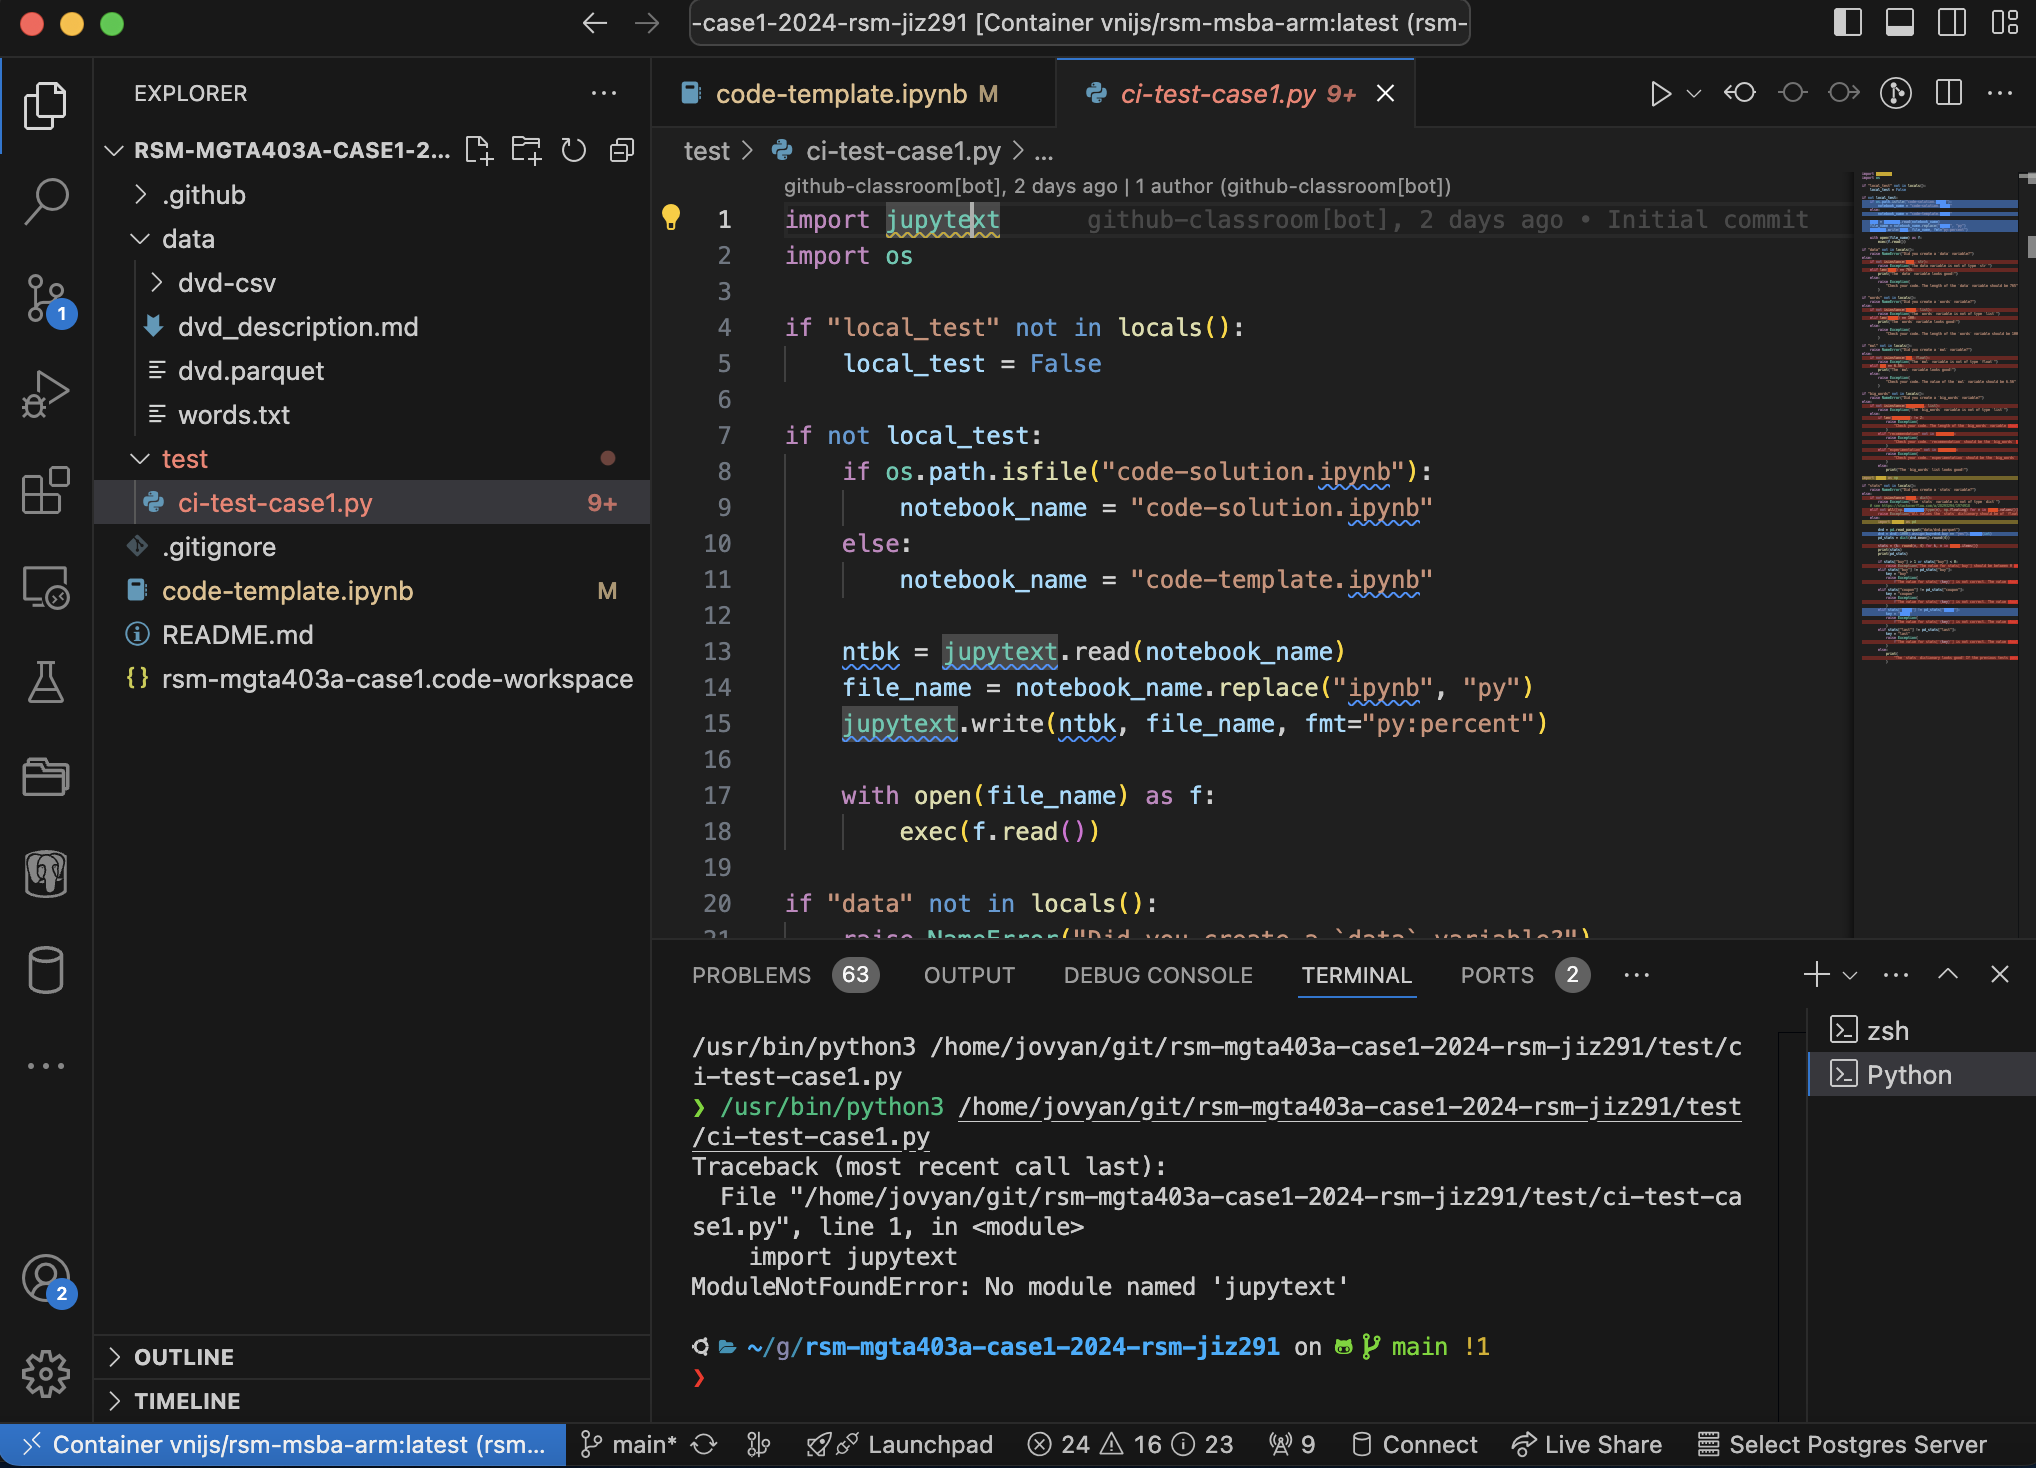 -case1-2024-rsm-jiz291 [Container vnijs/rsm-msba-arm:latest (rsm-
EXPLORER
RSM-MGTA403A-CASE1-2...
.github
data
dvd-csv
dvd_description.md
dvd.parquet
words.txt
test
ci-test-case1.py 9+
.gitignore
code-template.ipynb M
README.md
rsm-mgta403a-case1.code-workspace
OUTLINE
TIMELINE
1
2
code-template.ipynb M
ci-test-case1.py 9+
test > ci-test-case1.py > ...
github-classroom[bot], 2 days ago | 1 author (github-classroom[bot])
1 import jupytext github-classroom[bot], 2 days ago • Initial commit
2 import os
3
4 if "local_test" not in locals():
5 local_test = False
6
7 if not local_test:
8 if os.path.isfile("code-solution.ipynb"):
9 notebook_name = "code-solution.ipynb"
10 else:
11 notebook_name = "code-template.ipynb"
12
13 ntbk = jupytext.read(notebook_name)
14 file_name = notebook_name.replace("ipynb", "py")
15 jupytext.write(ntbk, file_name, fmt="py:percent")
16
17 with open(file_name) as f:
18 exec(f.read())
19
20 if "data" not in locals():
21 raise NameError("Did you create a `data` variable?")
PROBLEMS 63 OUTPUT DEBUG CONSOLE TERMINAL PORTS 2
/usr/bin/python3 /home/jovyan/git/rsm-mgta403a-case1-2024-rsm-jiz291/test/c
i-test-case1.py
❯ /usr/bin/python3 /home/jovyan/git/rsm-mgta403a-case1-2024-rsm-jiz291/test
/ci-test-case1.py
Traceback (most recent call last):
File "/home/jovyan/git/rsm-mgta403a-case1-2024-rsm-jiz291/test/ci-test-ca
se1.py", line 1, in <module>
import jupytext
ModuleNotFoundError: No module named 'jupytext'
~/g/rsm-mgta403a-case1-2024-rsm-jiz291 on main !1
❯
zsh
Python
Container vnijs/rsm-msba-arm:latest (rsm... main* Launchpad 24 16 23 9 Connect Live Share Select Postgres Server